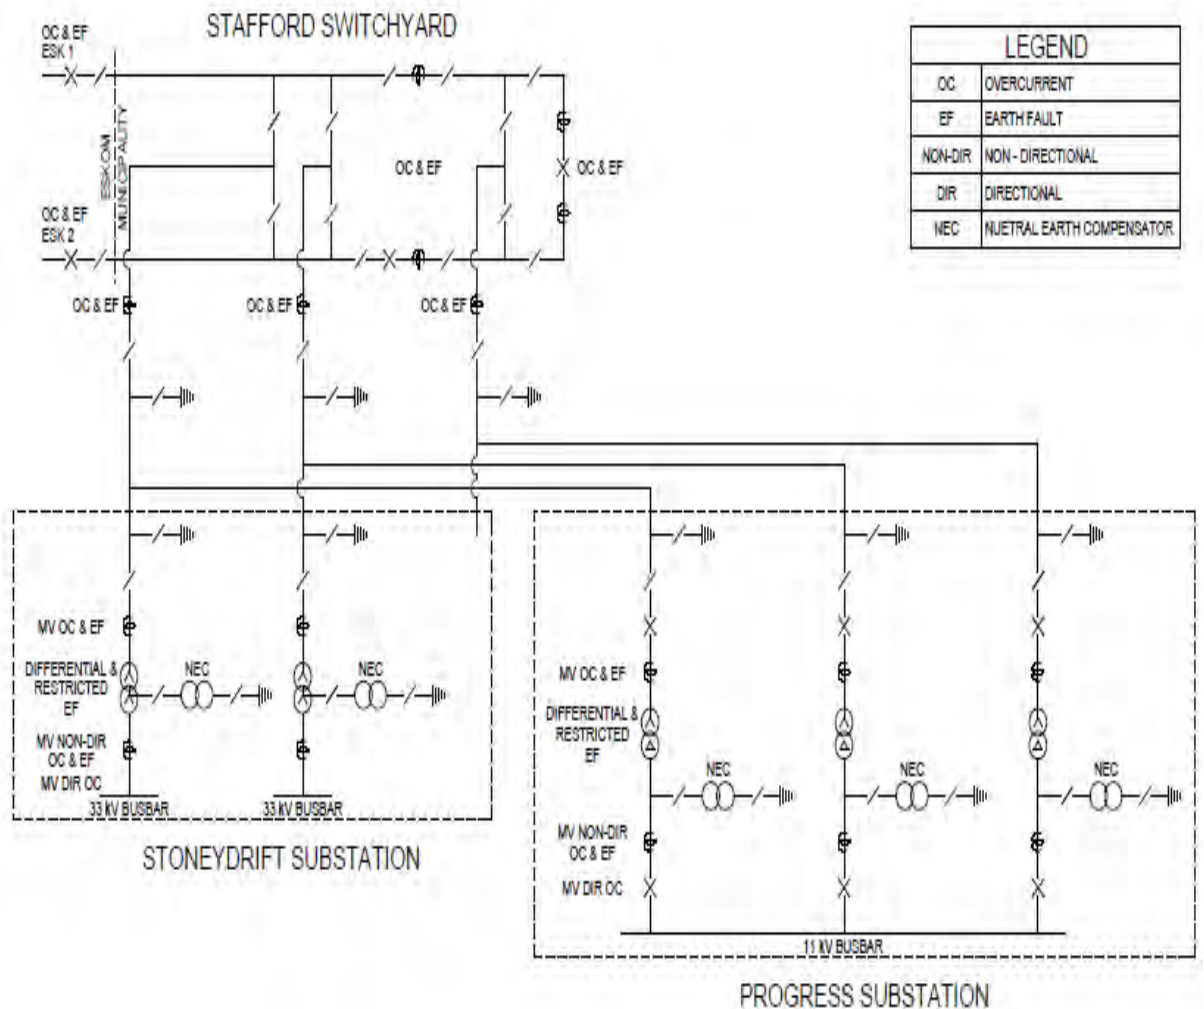 STAFFORD SWITCHYARD
OC & EF
ESK 1
ESKOM
MUNICIPALITY
OC & EF
OC & EF
OC & EF
ESK 2
OC & EF
OC & EF
OC & EF
LEGEND
OC OVERCURRENT
EF EARTH FAULT
NON-DIR NON - DIRECTIONAL
DIR DIRECTIONAL
NEC NUETRAL EARTH COMPENSATOR
MV OC & EF
DIFFERENTIAL &
RESTRICTED
EF
NEC
NEC
MV NON-DIR
OC & EF
MV DIR OC
33 kV BUSBAR
33 kV BUSBAR
STONEYDRIFT SUBSTATION
MV OC & EF
DIFFERENTIAL &
RESTRICTED
EF
NEC
NEC
NEC
MV NON-DIR
OC & EF
MV DIR OC
11 kV BUSBAR
PROGRESS SUBSTATION